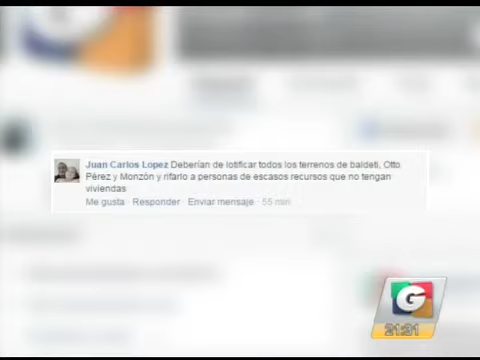 Juan Carlos Lopez Deberían de lotificar todos los terrenos de baldeti, Otto
Pérez y Monzón y rifarlo a personas de escasos recursos que no tengan
viviendas
Me gusta · Responder · Enviar mensaje · 55 min
G
21:31